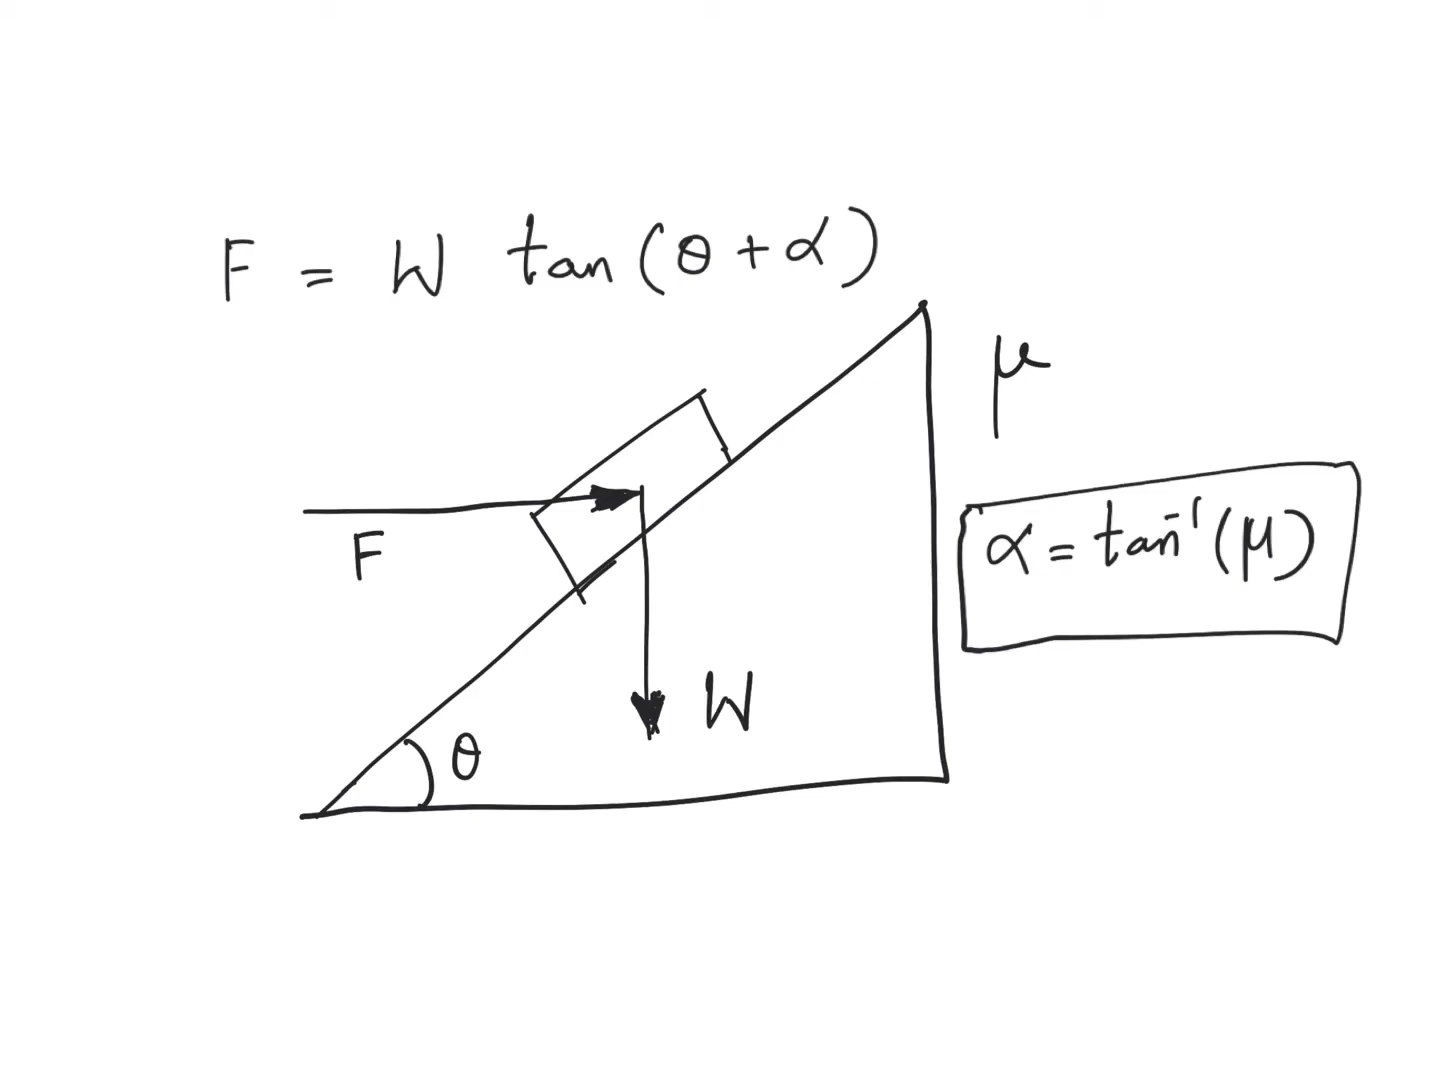 F = W tan(θ + α)
μ
F
α = tan⁻¹(μ)
W
θ